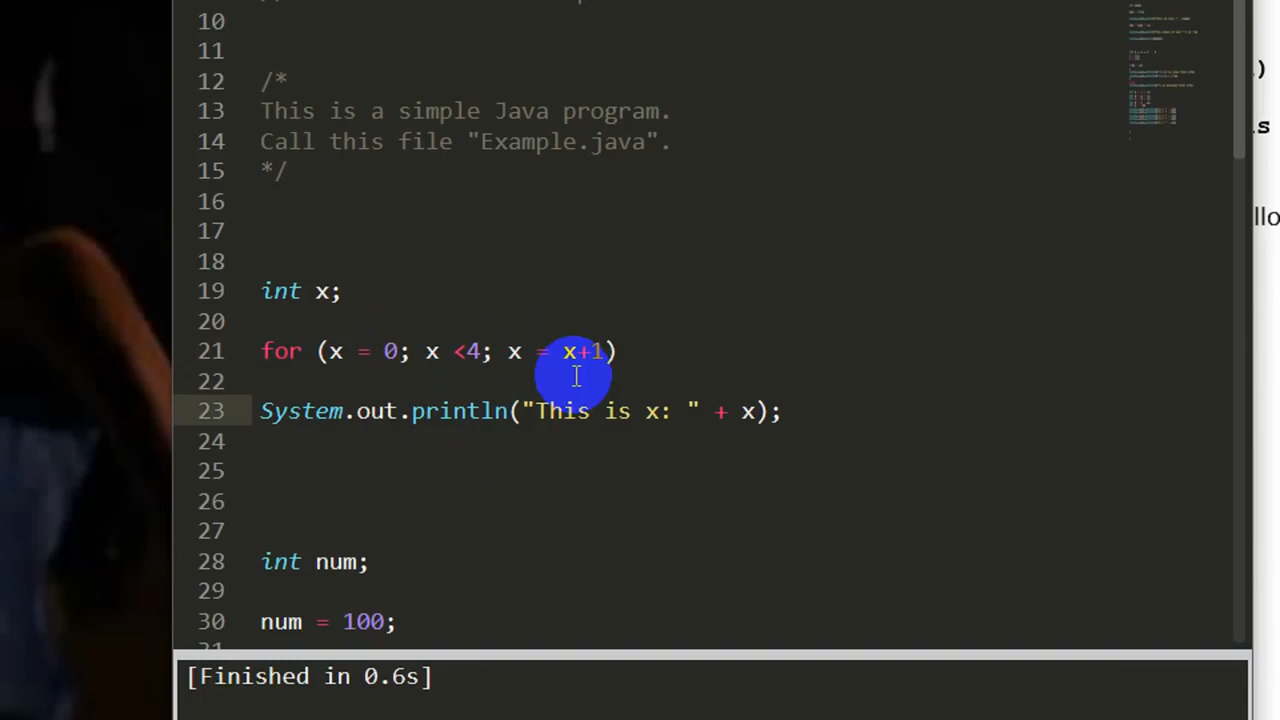 10
11
12 /*
13 This is a simple Java program.
14 Call this file "Example.java".
15 */
16
17
18
19 int x;
20
21 for (x = 0; x <4; x = x+1)
22
23 System.out.println("This is x: " + x);
24
25
26
27
28 int num;
29
30 num = 100;
31
[Finished in 0.6s]
)
s
llo